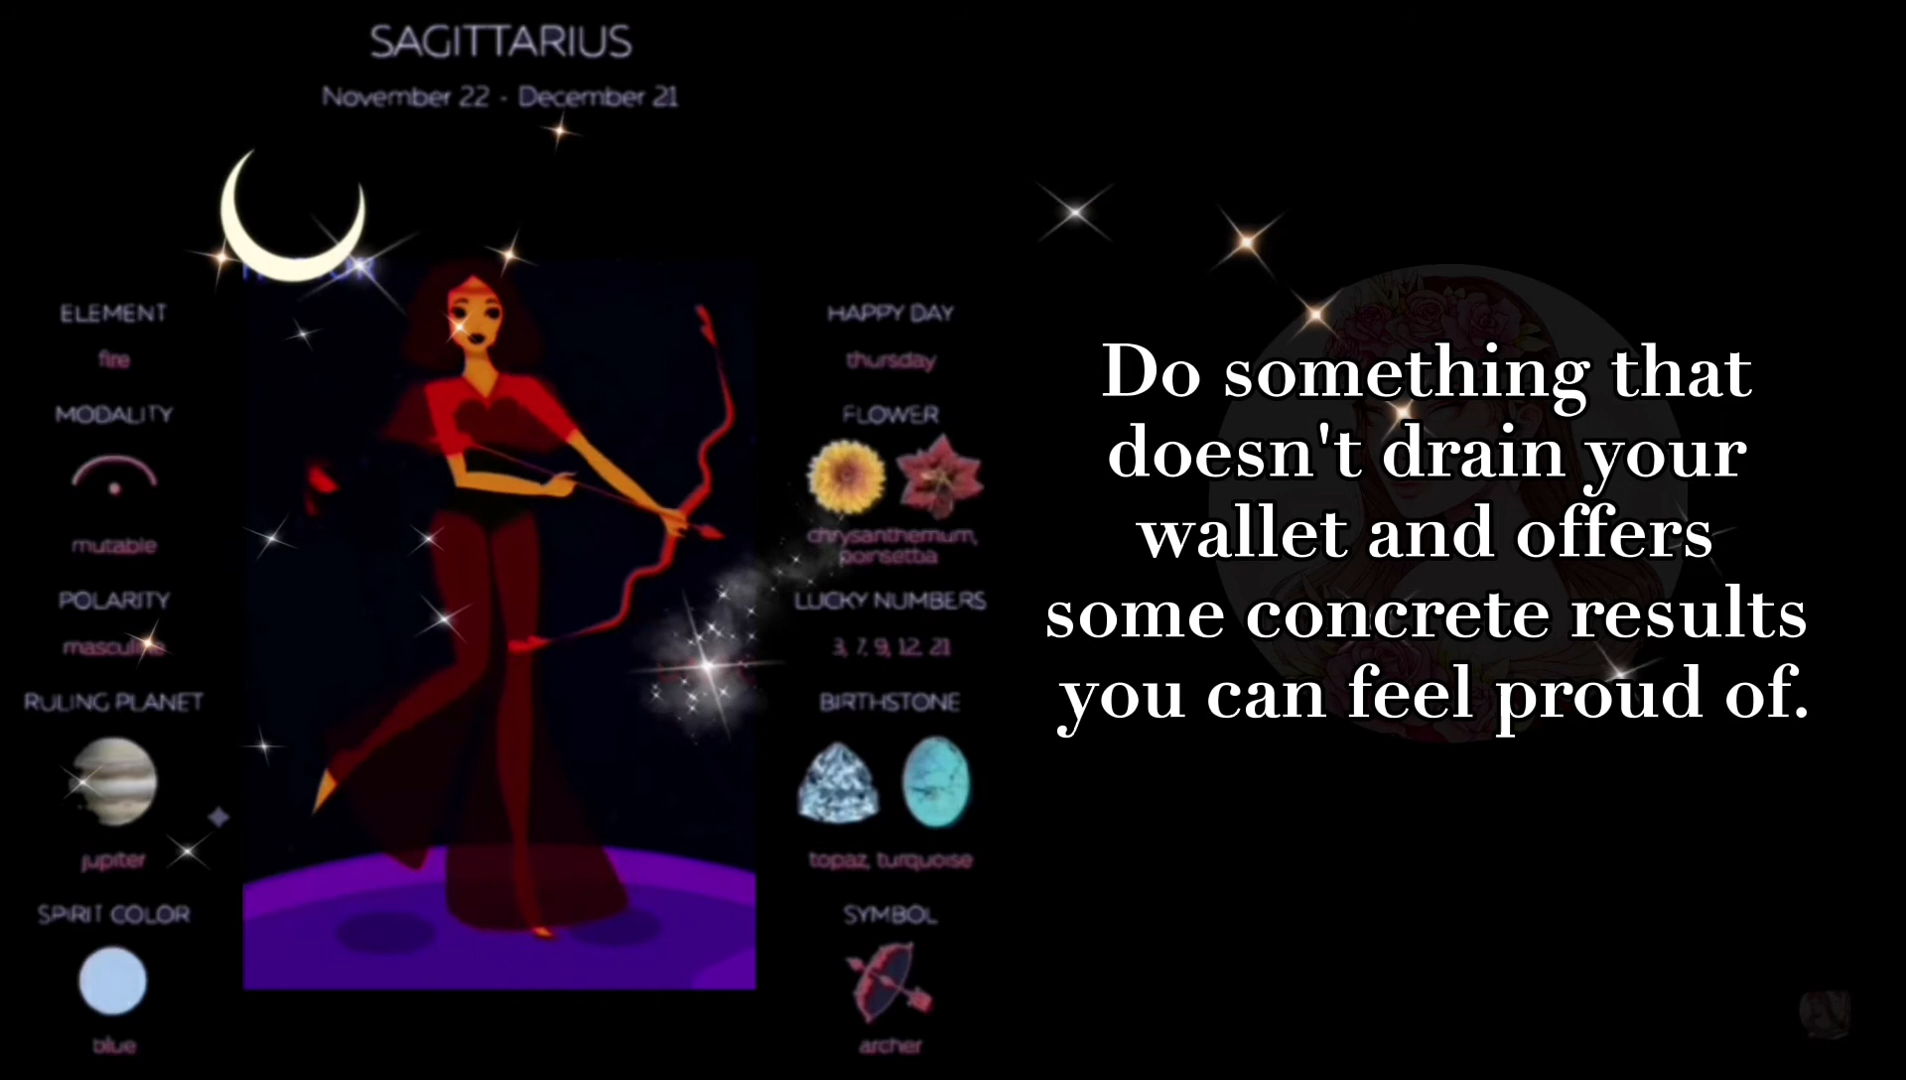 SAGITTARIUS
November 22 - December 21
ELEMENT
fire
MODALITY
mutable
POLARITY
masculine
RULING PLANET
jupiter
SPIRIT COLOR
blue
HAPPY DAY
thursday
FLOWER
chrysanthemum,
LUCKY NUMBERS
3, 7, 9, 12, 21
BIRTHSTONE
topaz, turquoise
SYMBOL
archer
Do something that
doesn't drain your
wallet and offers
some concrete results
you can feel proud of.